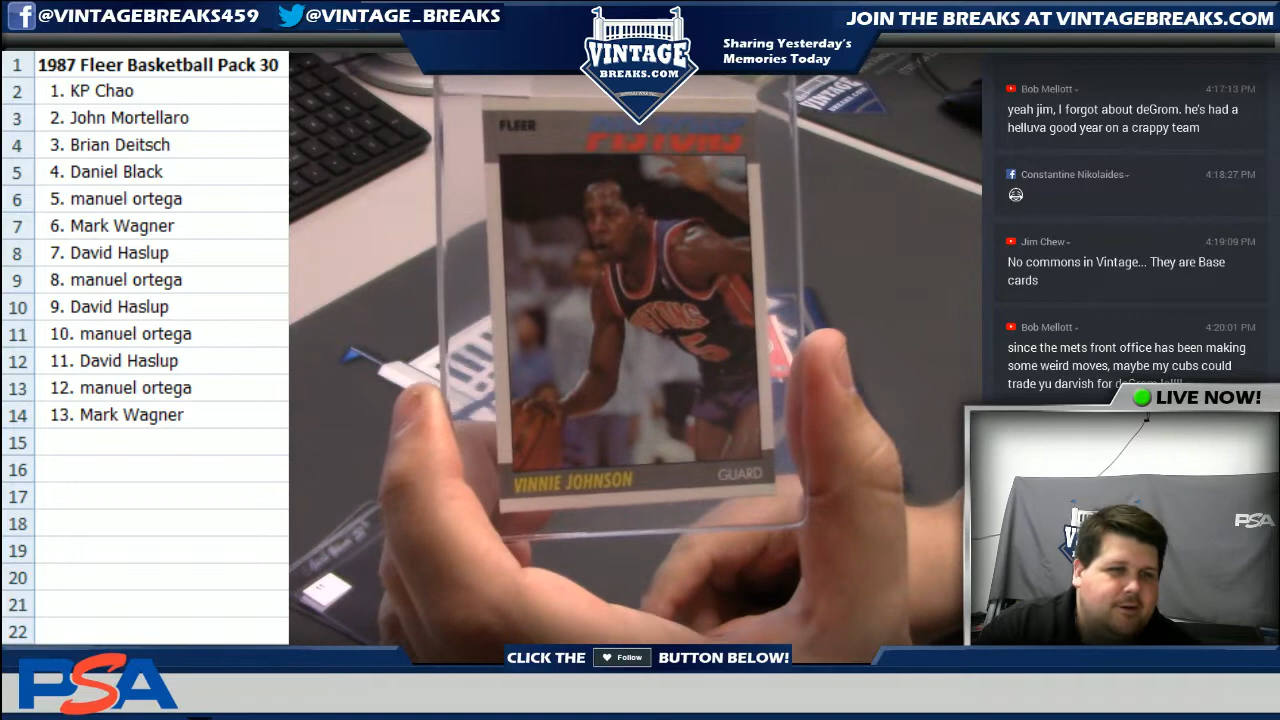 @VINTAGEBREAKS459
@VINTAGE_BREAKS
VINTAGE
BREAKS.COM
Sharing Yesterday's
Memories Today
JOIN THE BREAKS AT VINTAGEBREAKS.COM
1 1987 Fleer Basketball Pack 30
2 1. KP Chao
3 2. John Mortellaro
4 3. Brian Deitsch
5 4. Daniel Black
6 5. manuel ortega
7 6. Mark Wagner
8 7. David Haslup
9 8. manuel ortega
10 9. David Haslup
11 10. manuel ortega
12 11. David Haslup
13 12. manuel ortega
14 13. Mark Wagner
15
16
17
18
19
20
21
22
FLEER
PISTONS
PISTONS
VINNIE JOHNSON
GUARD
Bob Mellott 4:17:13 PM
yeah jim, I forgot about deGrom. he's had a
helluva good year on a crappy team
Constantine Nikolaides 4:18:27 PM
Jim Chew 4:19:09 PM
No commons in Vintage... They are Base
cards
Bob Mellott 4:20:01 PM
since the mets front office has been making
some weird moves, maybe my cubs could
trade yu darvish for deGrom lol!!!
LIVE NOW!
PSA
CLICK THE Follow BUTTON BELOW!
PSA